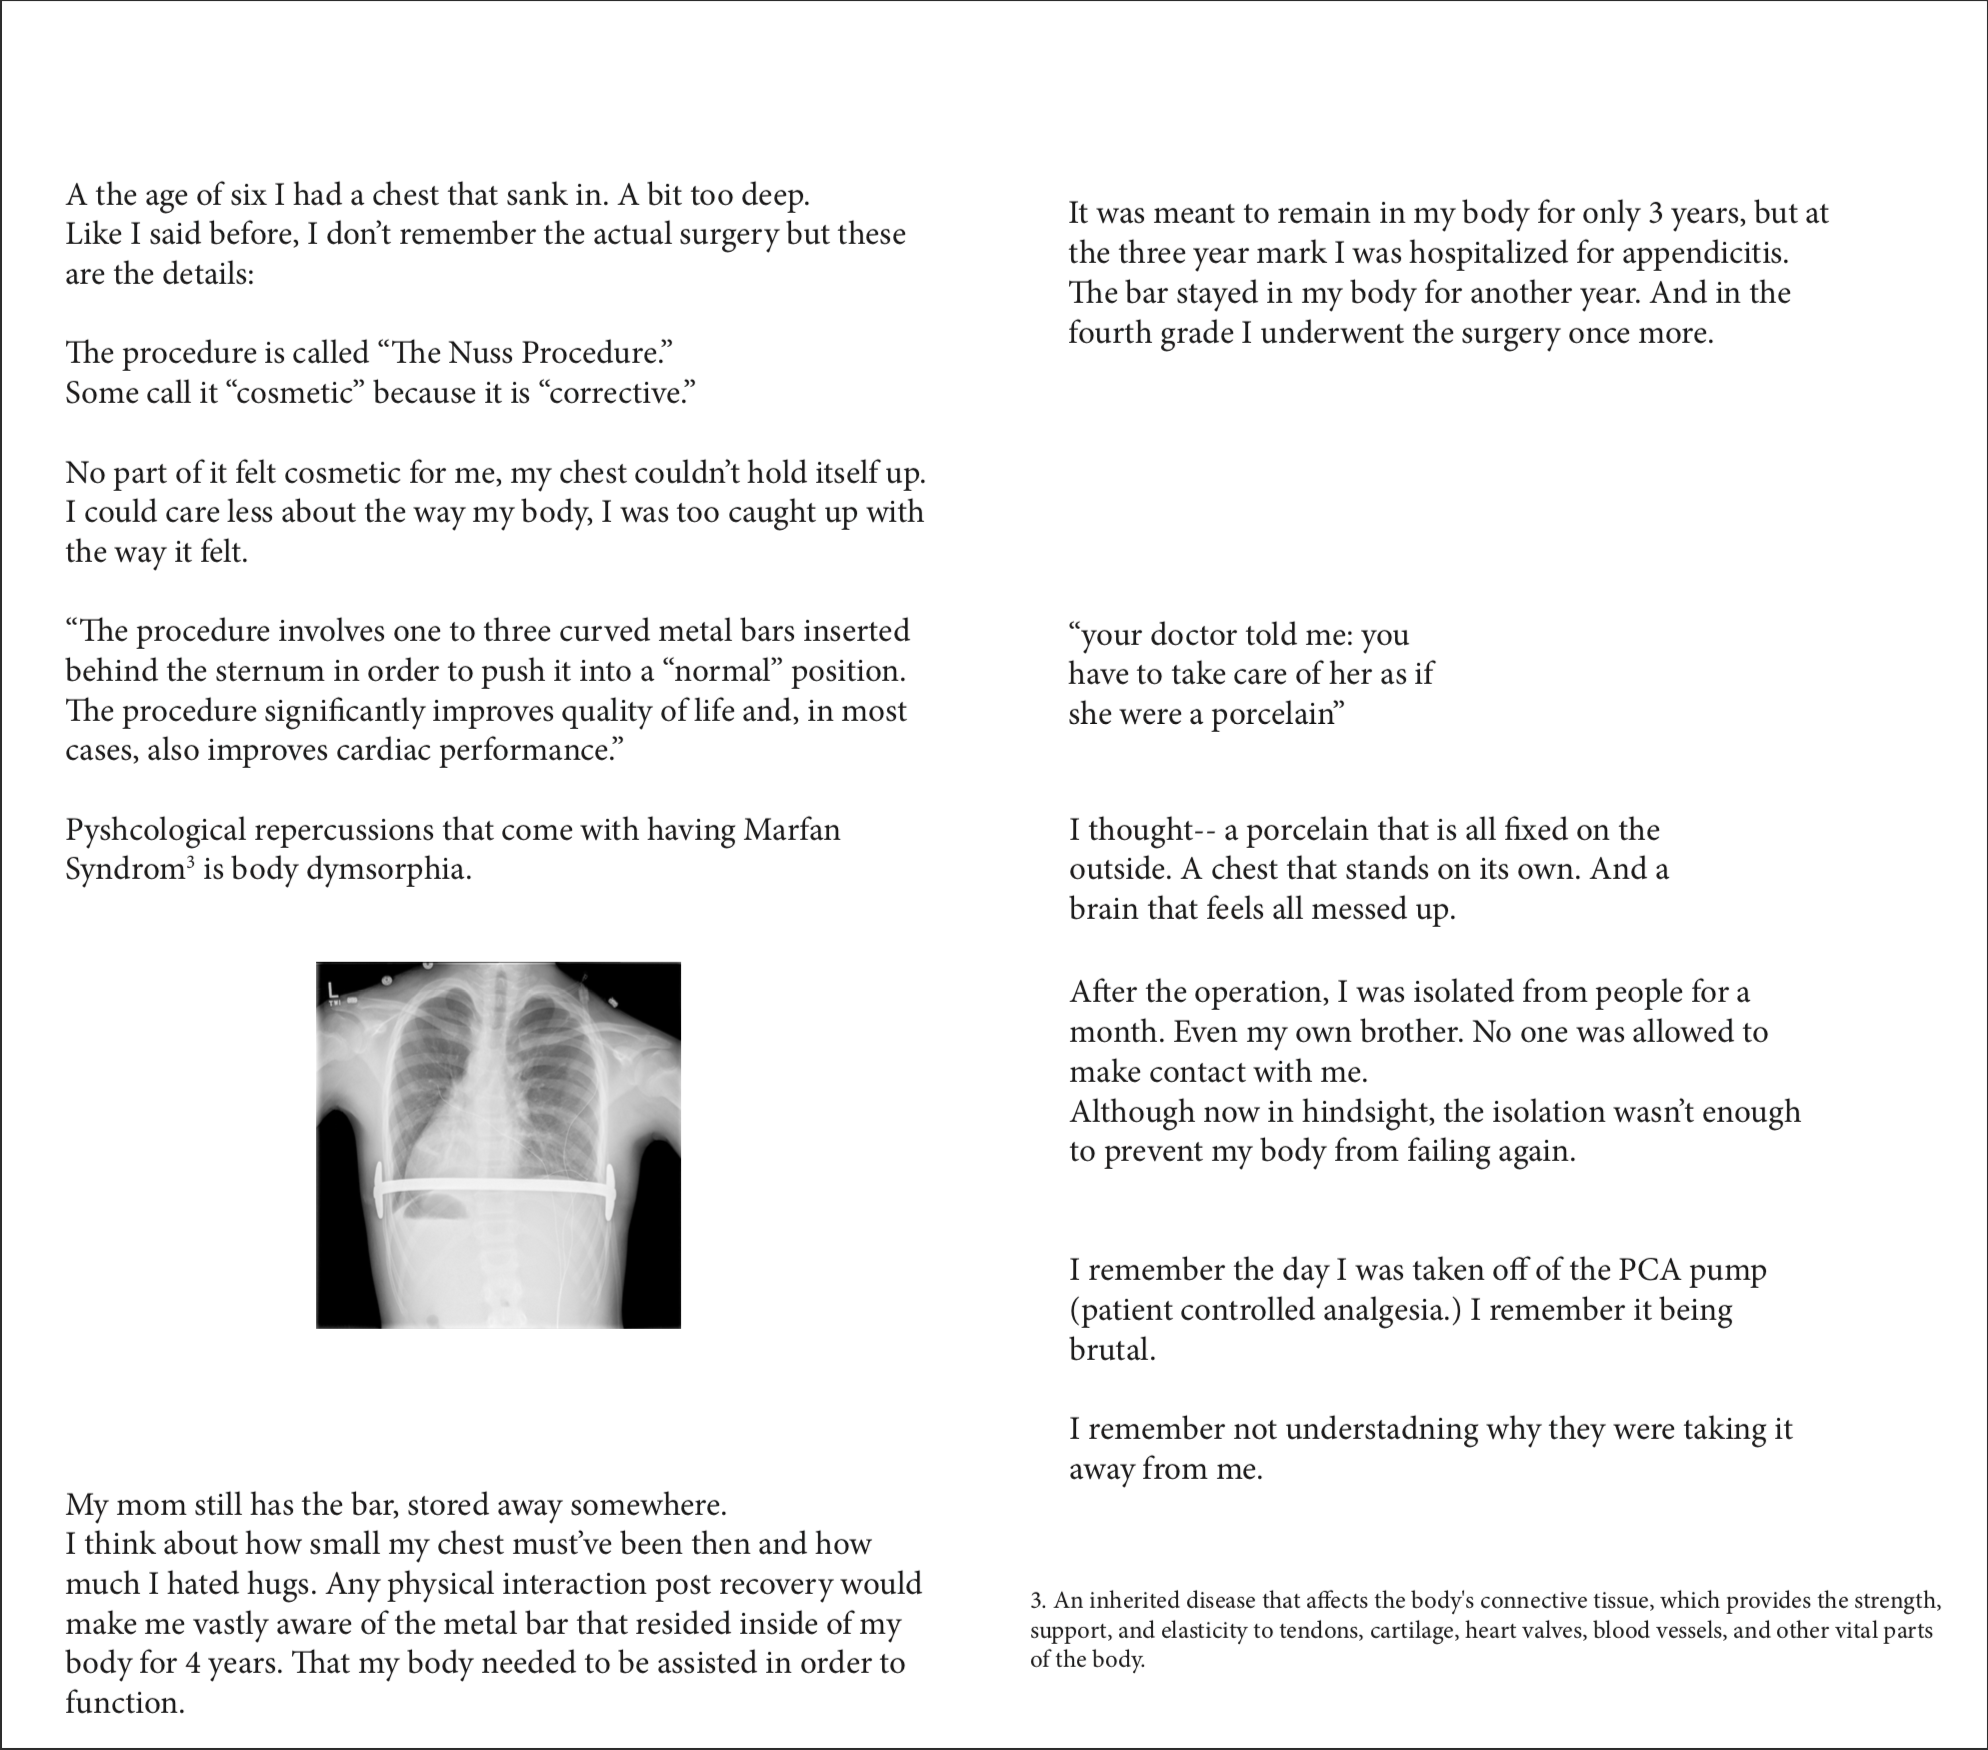 A the age of six I had a chest that sank in. A bit too deep.
Like I said before, I don’t remember the actual surgery but these
are the details:
The procedure is called “The Nuss Procedure.”
Some call it “cosmetic” because it is “corrective.”
No part of it felt cosmetic for me, my chest couldn’t hold itself up.
I could care less about the way my body, I was too caught up with
the way it felt.
“The procedure involves one to three curved metal bars inserted
behind the sternum in order to push it into a “normal” position.
The procedure significantly improves quality of life and, in most
cases, also improves cardiac performance.”
Pyshcological repercussions that come with having Marfan
Syndrom³ is body dymsorphia.
L
My mom still has the bar, stored away somewhere.
I think about how small my chest must’ve been then and how
much I hated hugs. Any physical interaction post recovery would
make me vastly aware of the metal bar that resided inside of my
body for 4 years. That my body needed to be assisted in order to
function.
It was meant to remain in my body for only 3 years, but at
the three year mark I was hospitalized for appendicitis.
The bar stayed in my body for another year. And in the
fourth grade I underwent the surgery once more.
“your doctor told me: you
have to take care of her as if
she were a porcelain”
I thought-- a porcelain that is all fixed on the
outside. A chest that stands on its own. And a
brain that feels all messed up.
After the operation, I was isolated from people for a
month. Even my own brother. No one was allowed to
make contact with me.
Although now in hindsight, the isolation wasn’t enough
to prevent my body from failing again.
I remember the day I was taken off of the PCA pump
(patient controlled analgesia.) I remember it being
brutal.
I remember not understadning why they were taking it
away from me.
3. An inherited disease that affects the body's connective tissue, which provides the strength,
support, and elasticity to tendons, cartilage, heart valves, blood vessels, and other vital parts
of the body.